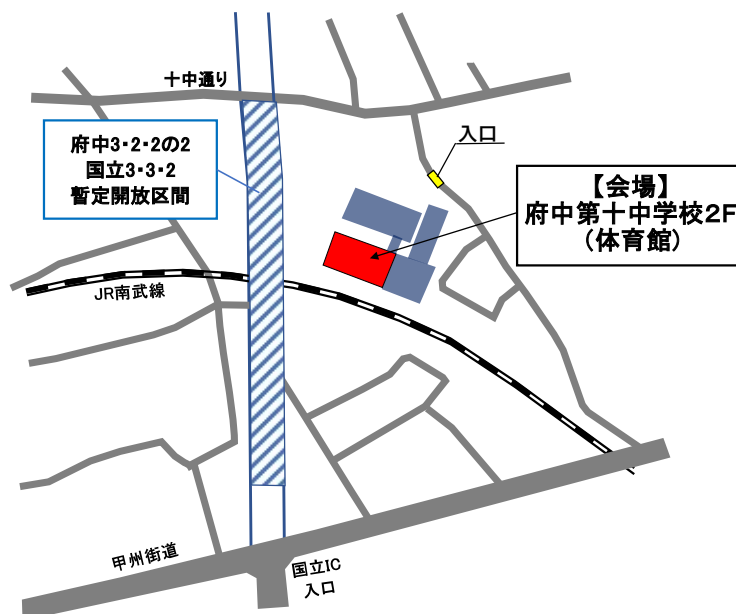 十中通り
府中3・2・2の2
国立3・3・2
暫定開放区間
入口
【会場】
府中第十中学校2F
(体育館)
JR南武線
甲州街道
国立IC
入口